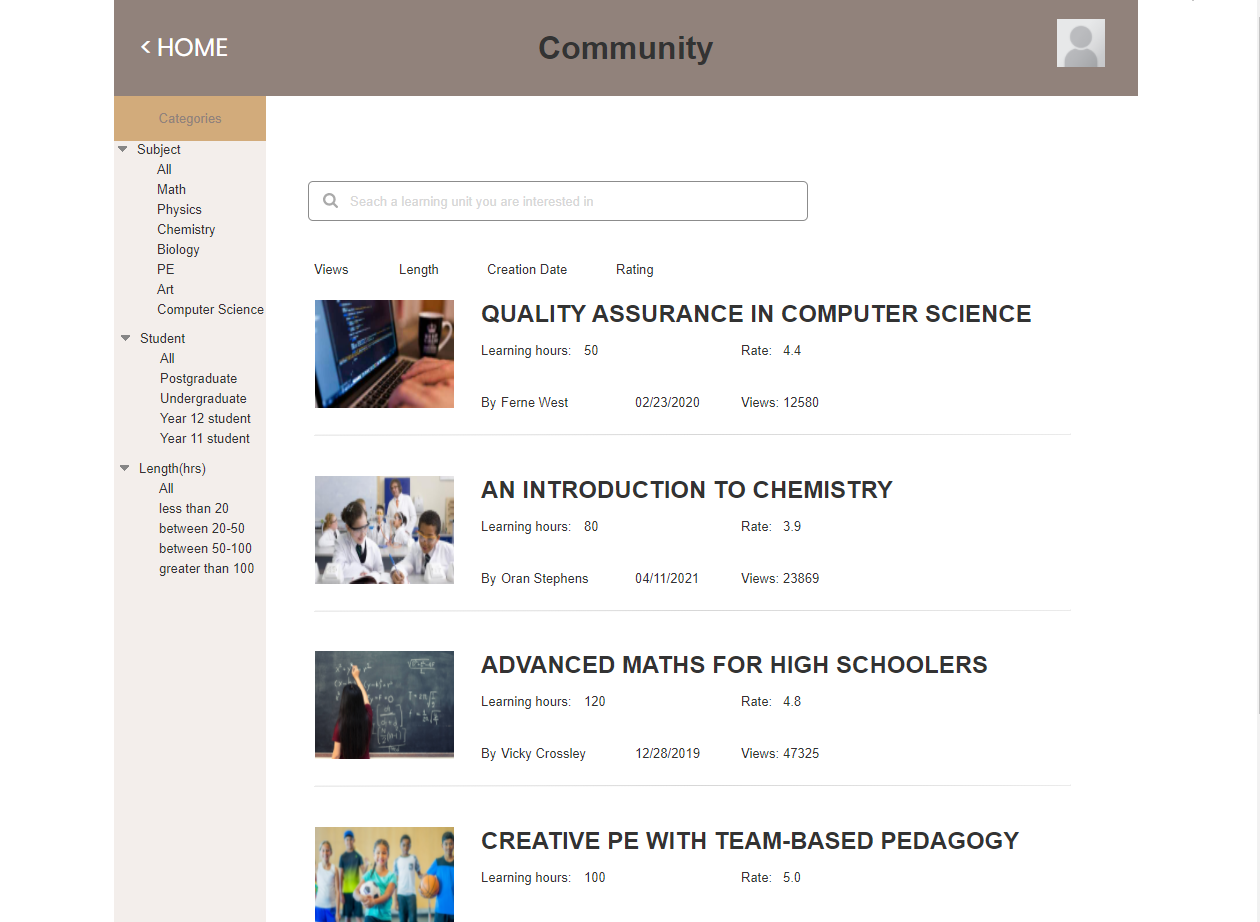 < HOME
Community
Categories
Subject
All
Math
Physics
Chemistry
Biology
PE
Art
Computer Science
Student
All
Postgraduate
Undergraduate
Year 12 student
Year 11 student
Length(hrs)
All
less than 20
between 20-50
between 50-100
greater than 100
Seach a learning unit you are interested in
Views Length Creation Date Rating
QUALITY ASSURANCE IN COMPUTER SCIENCE
Learning hours: 50 Rate: 4.4
By Ferne West 02/23/2020 Views: 12580
AN INTRODUCTION TO CHEMISTRY
Learning hours: 80 Rate: 3.9
By Oran Stephens 04/11/2021 Views: 23869
ADVANCED MATHS FOR HIGH SCHOOLERS
Learning hours: 120 Rate: 4.8
By Vicky Crossley 12/28/2019 Views: 47325
CREATIVE PE WITH TEAM-BASED PEDAGOGY
Learning hours: 100 Rate: 5.0